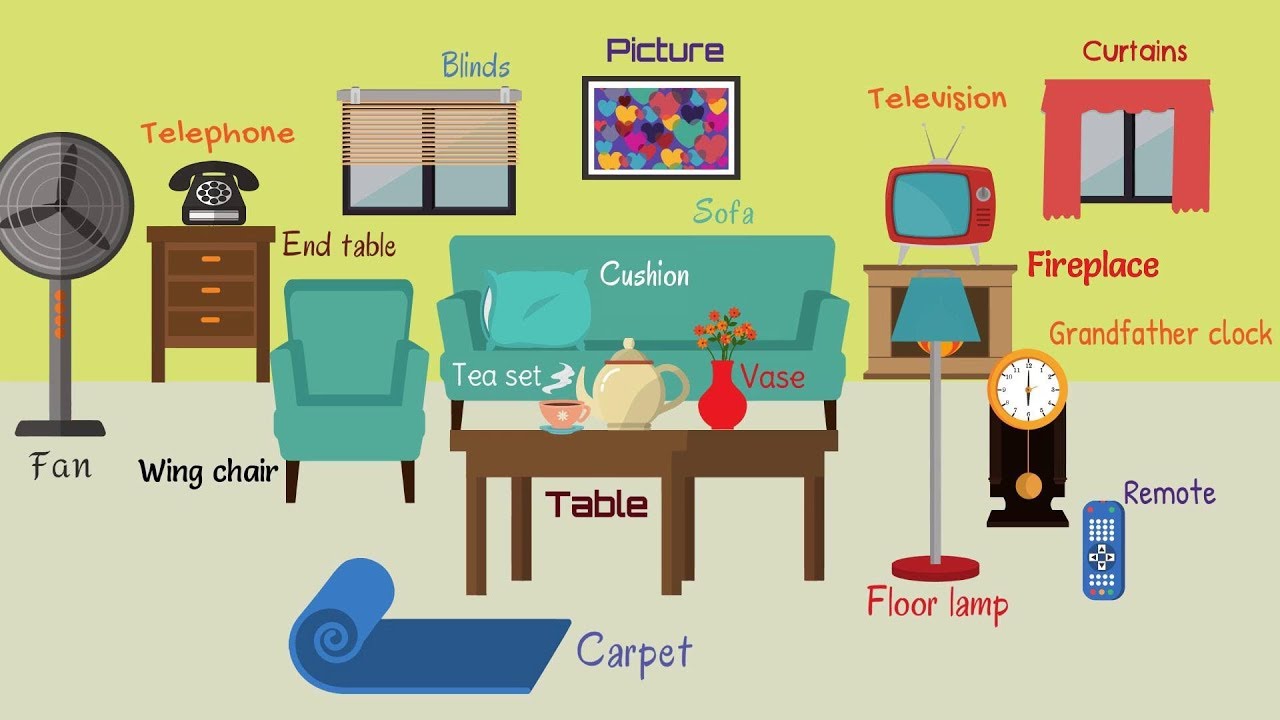 Blinds
Picture
Curtains
Television
Telephone
Sofa
End table
Cushion
Fireplace
Grandfather clock
Tea set
Vase
Fan
Wing chair
Table
Remote
Floor lamp
Carpet